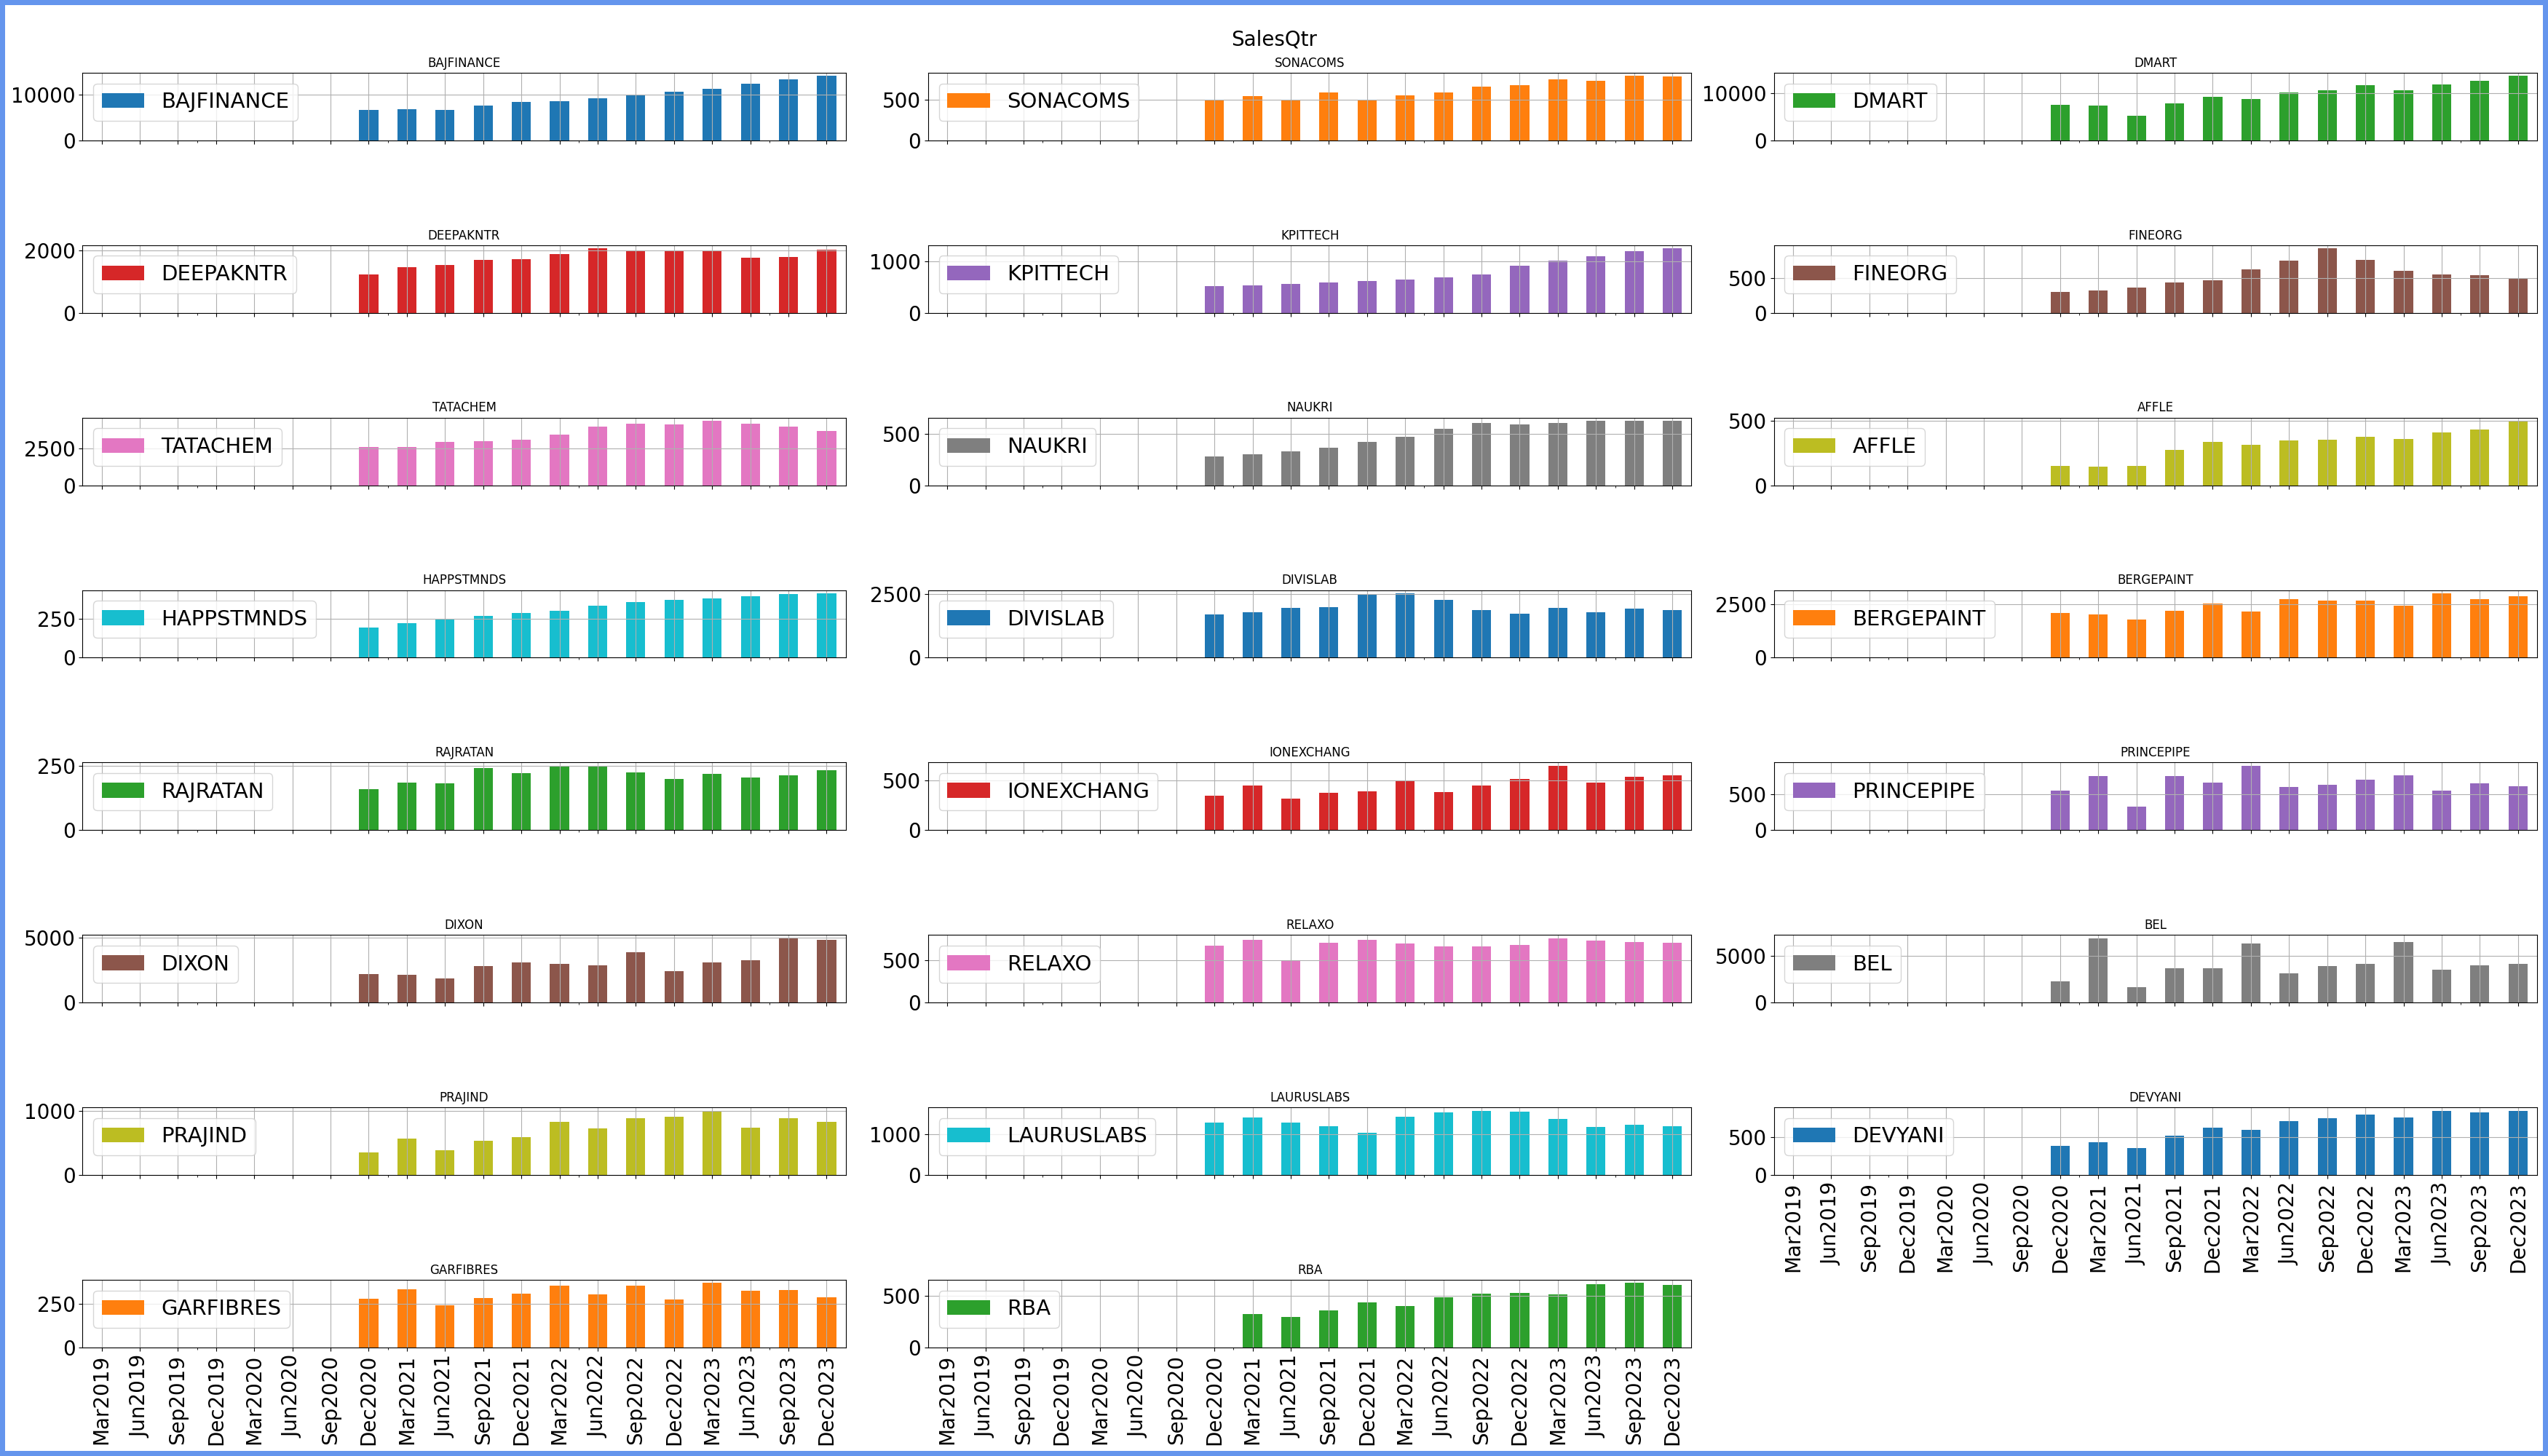 SalesQtr
BAJFINANCE
10000
0
BAJFINANCE
SONACOMS
500
0
SONACOMS
DMART
10000
0
DMART
DEEPAKNTR
2000
0
DEEPAKNTR
KPITTECH
1000
0
KPITTECH
FINEORG
500
0
FINEORG
TATACHEM
2500
0
TATACHEM
NAUKRI
500
0
NAUKRI
AFFLE
500
0
AFFLE
HAPPSTMNDS
250
0
HAPPSTMNDS
DIVISLAB
2500
0
DIVISLAB
BERGEPAINT
2500
0
BERGEPAINT
RAJRATAN
250
0
RAJRATAN
IONEXCHANG
500
0
IONEXCHANG
PRINCEPIPE
500
0
PRINCEPIPE
DIXON
5000
0
DIXON
RELAXO
500
0
RELAXO
BEL
5000
0
BEL
PRAJIND
1000
0
PRAJIND
LAURUSLABS
1000
0
LAURUSLABS
DEVYANI
500
0
DEVYANI
Mar2019
Jun2019
Sep2019
Dec2019
Mar2020
Jun2020
Sep2020
Dec2020
Mar2021
Jun2021
Sep2021
Dec2021
Mar2022
Jun2022
Sep2022
Dec2022
Mar2023
Jun2023
Sep2023
Dec2023
GARFIBRES
250
0
GARFIBRES
Mar2019
Jun2019
Sep2019
Dec2019
Mar2020
Jun2020
Sep2020
Dec2020
Mar2021
Jun2021
Sep2021
Dec2021
Mar2022
Jun2022
Sep2022
Dec2022
Mar2023
Jun2023
Sep2023
Dec2023
RBA
500
0
RBA
Mar2019
Jun2019
Sep2019
Dec2019
Mar2020
Jun2020
Sep2020
Dec2020
Mar2021
Jun2021
Sep2021
Dec2021
Mar2022
Jun2022
Sep2022
Dec2022
Mar2023
Jun2023
Sep2023
Dec2023